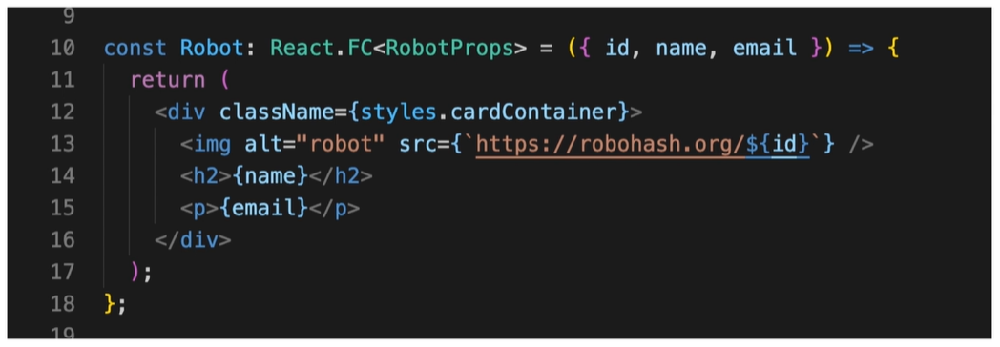 9
10 const Robot: React.FC<RobotProps> = ({ id, name, email }) => {
11 return (
12 <div className={styles.cardContainer}>
13 <img alt="robot" src={`https://robohash.org/${id}`} />
14 <h2>{name}</h2>
15 <p>{email}</p>
16 </div>
17 );
18 };
19